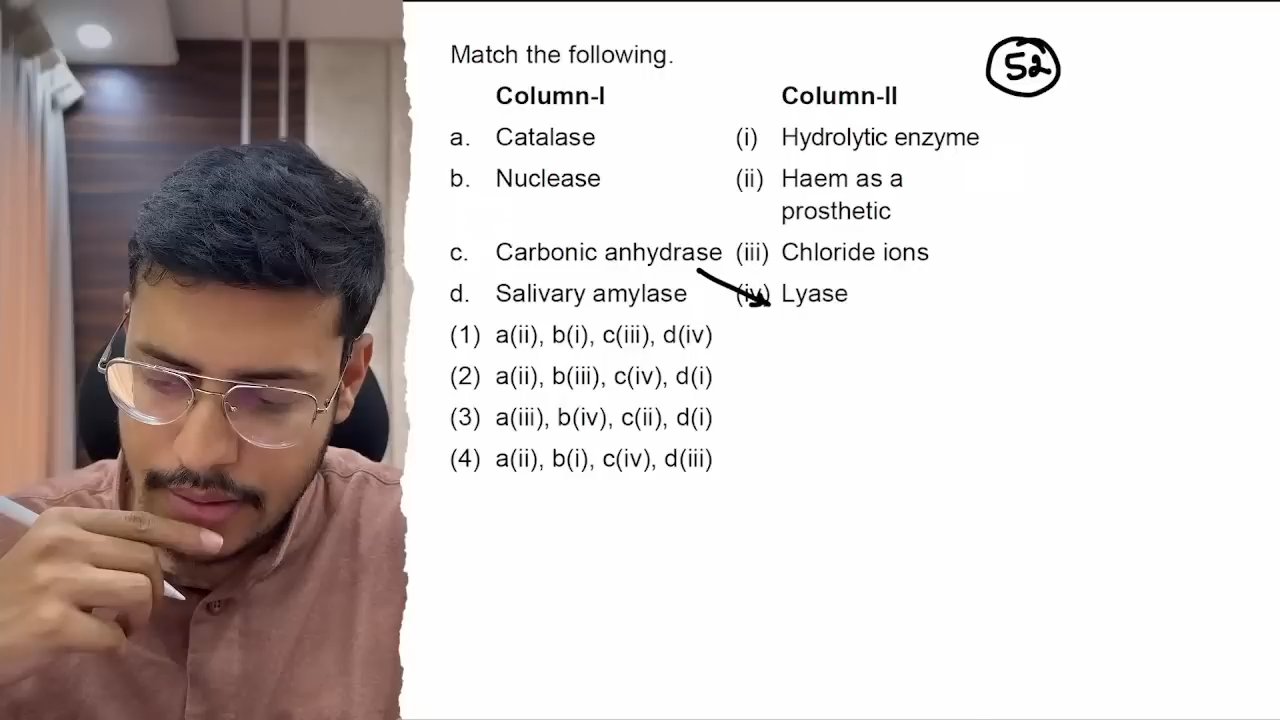 Match the following.
52
Column-I Column-II
a. Catalase (i) Hydrolytic enzyme
b. Nuclease (ii) Haem as a
prosthetic
c. Carbonic anhydrase (iii) Chloride ions
d. Salivary amylase (iv) Lyase
(1) a(ii), b(i), c(iii), d(iv)
(2) a(ii), b(iii), c(iv), d(i)
(3) a(iii), b(iv), c(ii), d(i)
(4) a(ii), b(i), c(iv), d(iii)